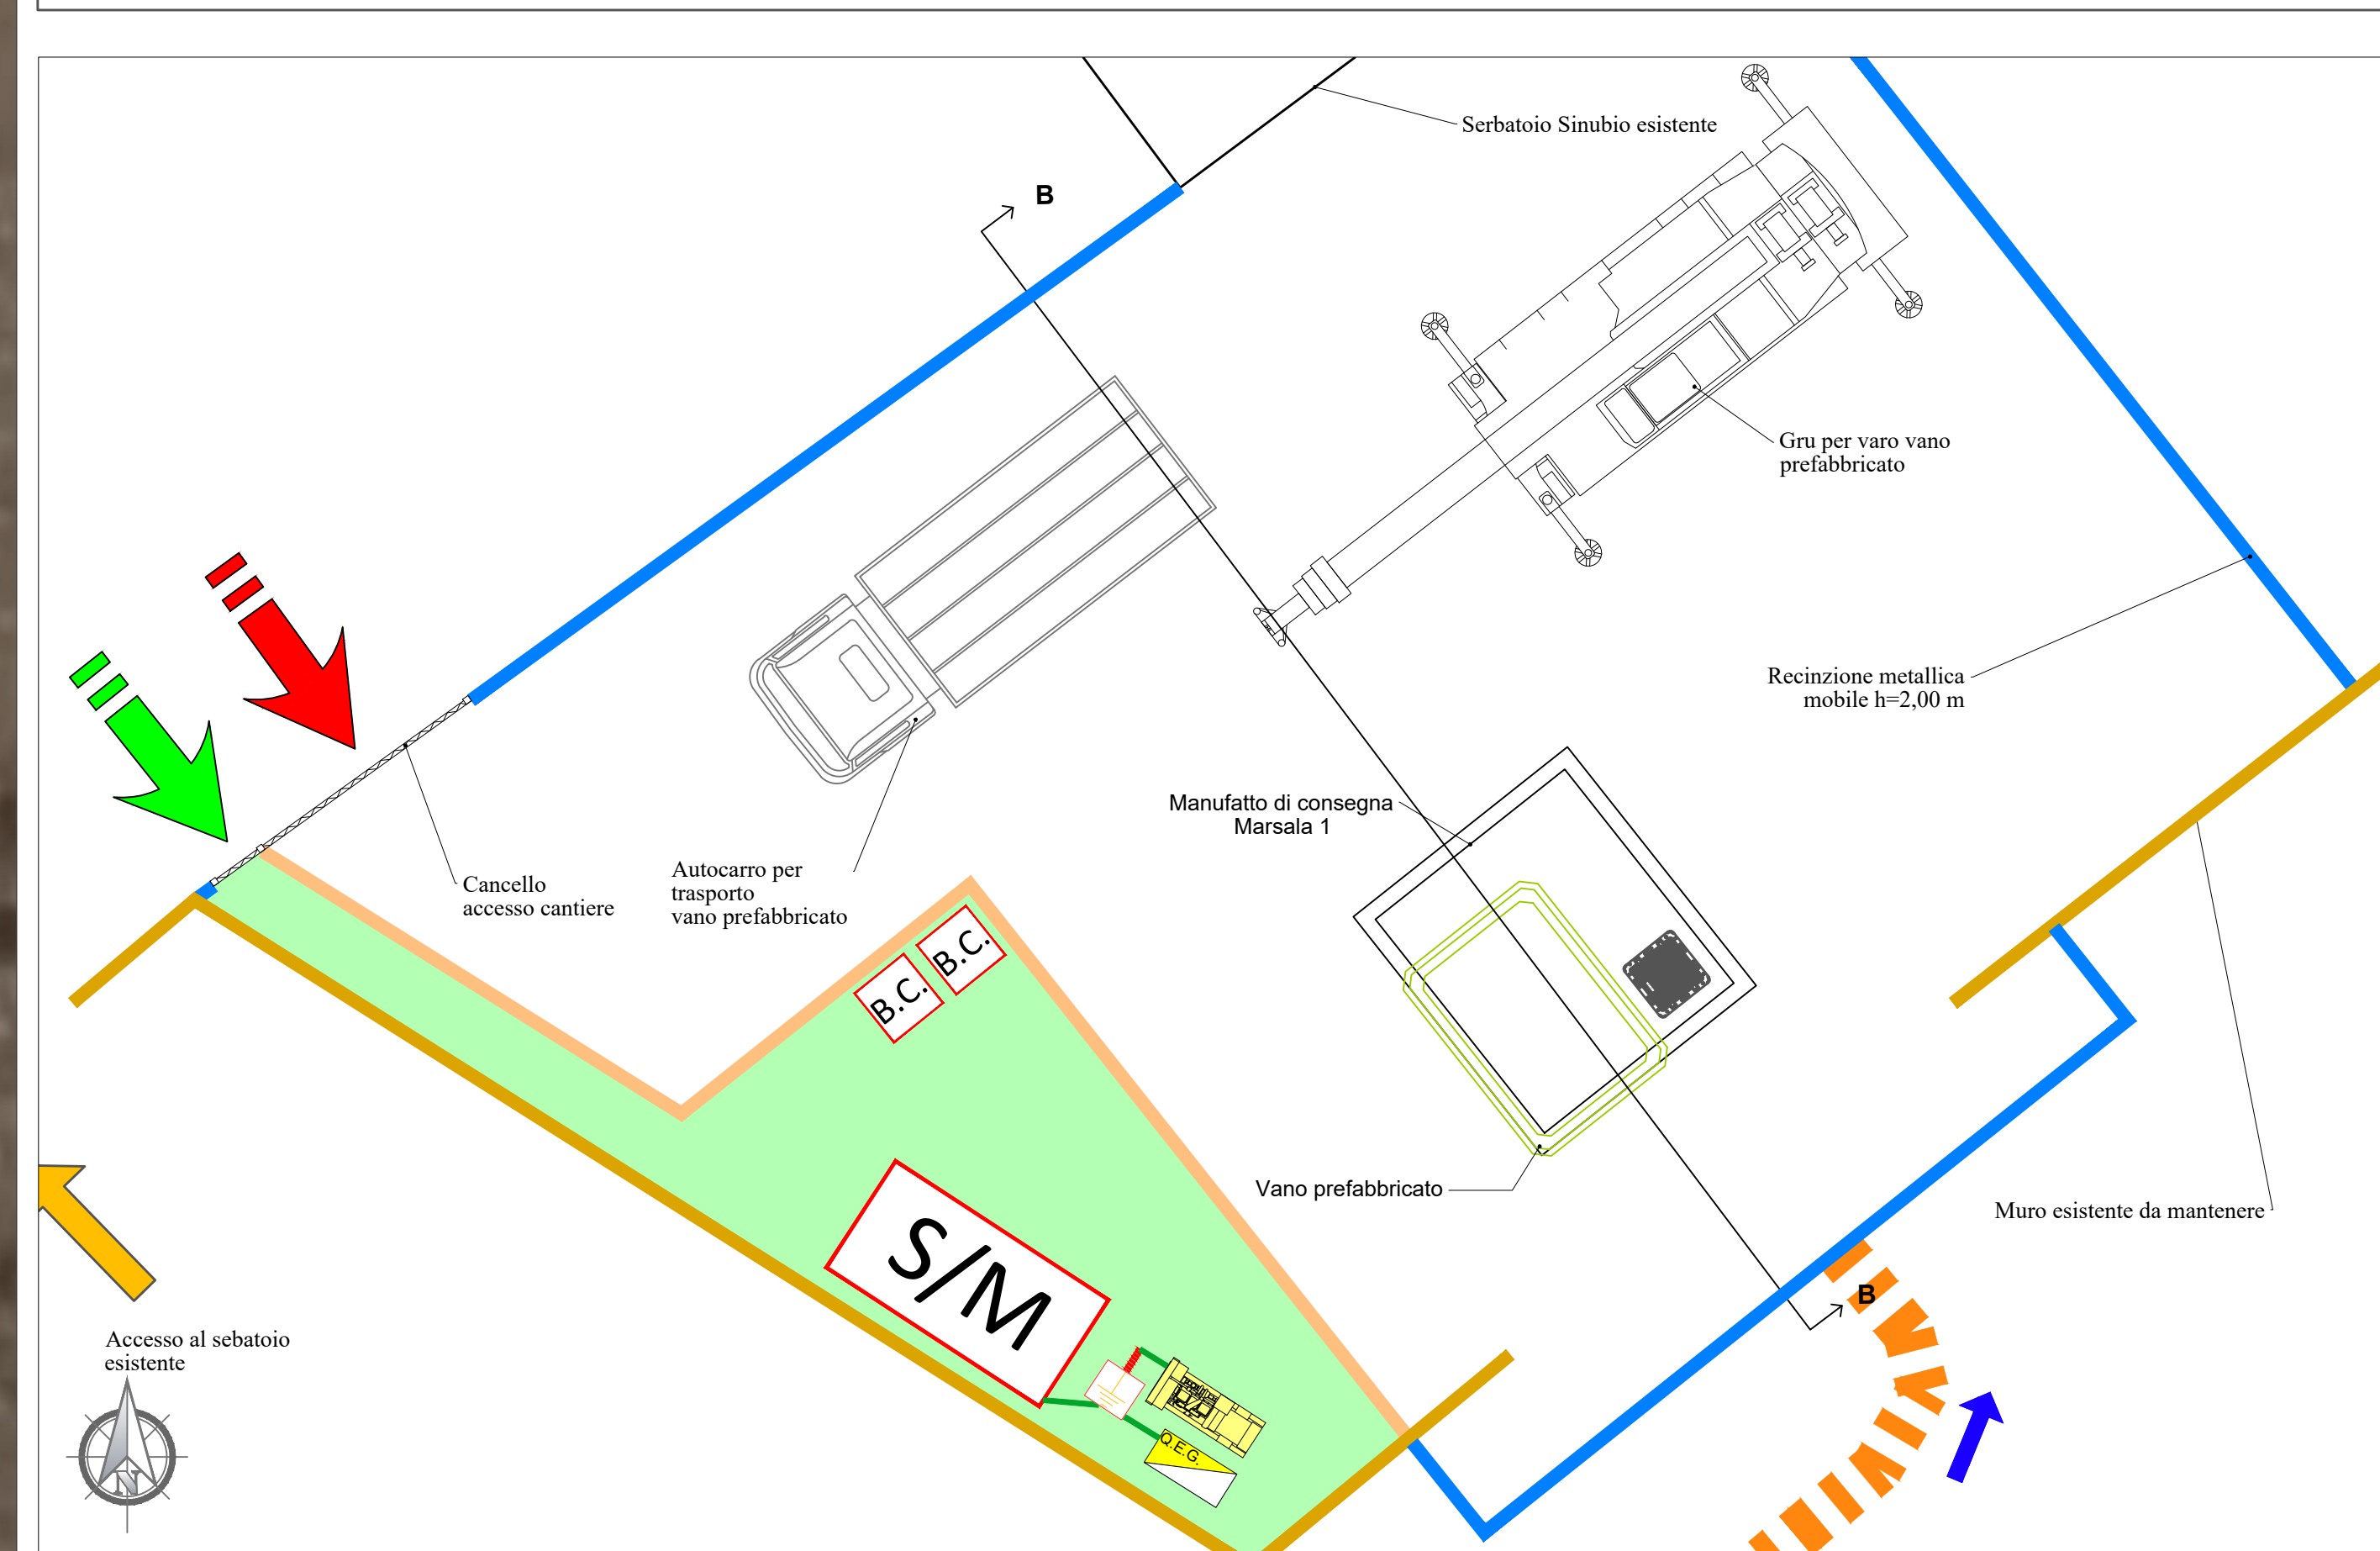 Serbatoio Sinubio esistente
B
Gru per varo vano
prefabbricato
Recinzione metallica
mobile h=2,00 m
Manufatto di consegna
Marsala 1
Cancello
accesso cantiere
Autocarro per
trasporto
vano prefabbricato
B.C.
B.C.
Vano prefabbricato
Muro esistente da mantenere
S/M
B
Accesso al sebatoio
esistente
Q.E.G.
N